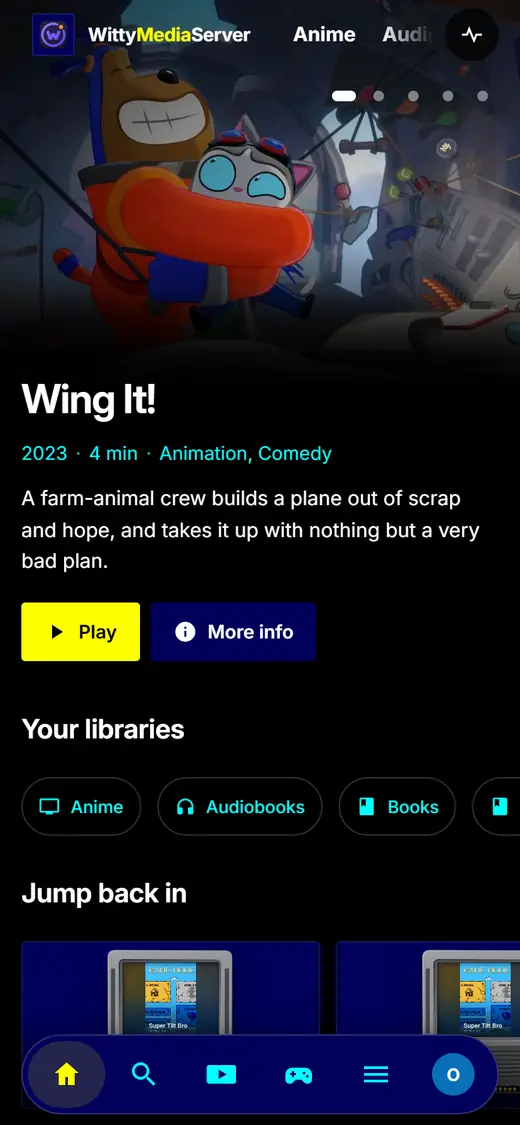 WittyMediaServer
Anime
Wing It!
2023 · 4 min · Animation, Comedy
A farm-animal crew builds a plane out of scrap
and hope, and takes it up with nothing but a very
bad plan.
Play
More info
Your libraries
Anime
Audiobooks
Books
Jump back in
Super Tilt Bro
Super Tilt Bro
O